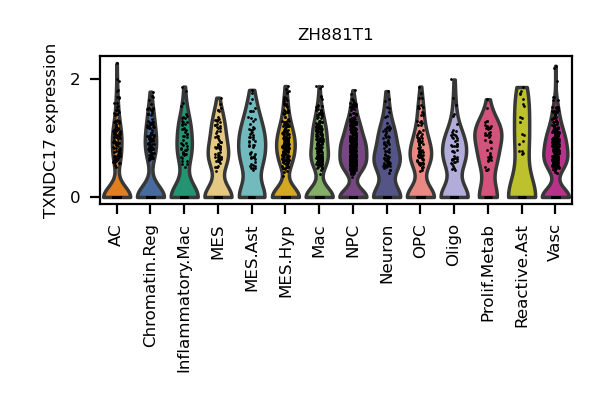 ZH881T1
TXNDC17 expression
2
0
AC
Chromatin.Reg
Inflammatory.Mac
MES
MES.Ast
MES.Hyp
Mac
NPC
Neuron
OPC
Oligo
Prolif.Metab
Reactive.Ast
Vasc